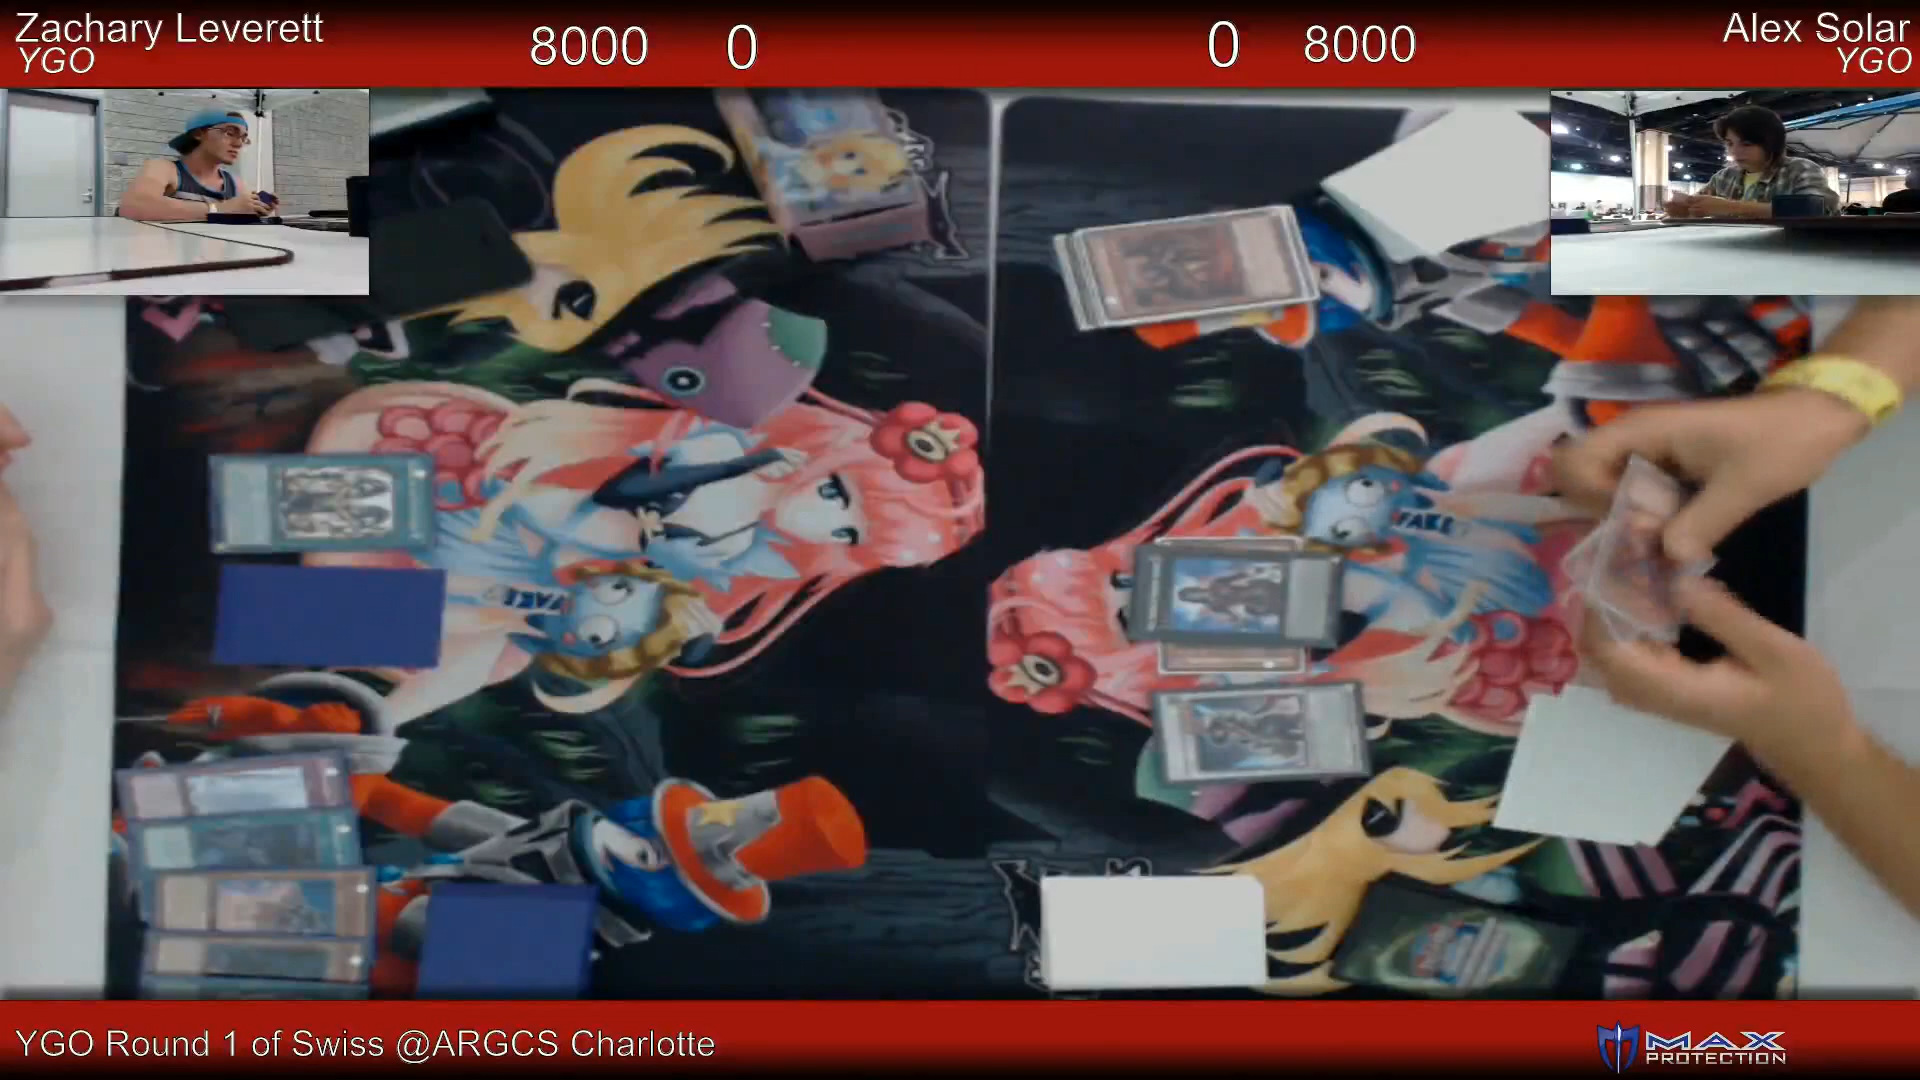 Zachary Leverett
YGO
8000 0
0 8000
Alex Solar
YGO
YGO Round 1 of Swiss @ARGCS Charlotte
MAX
PROTECTION